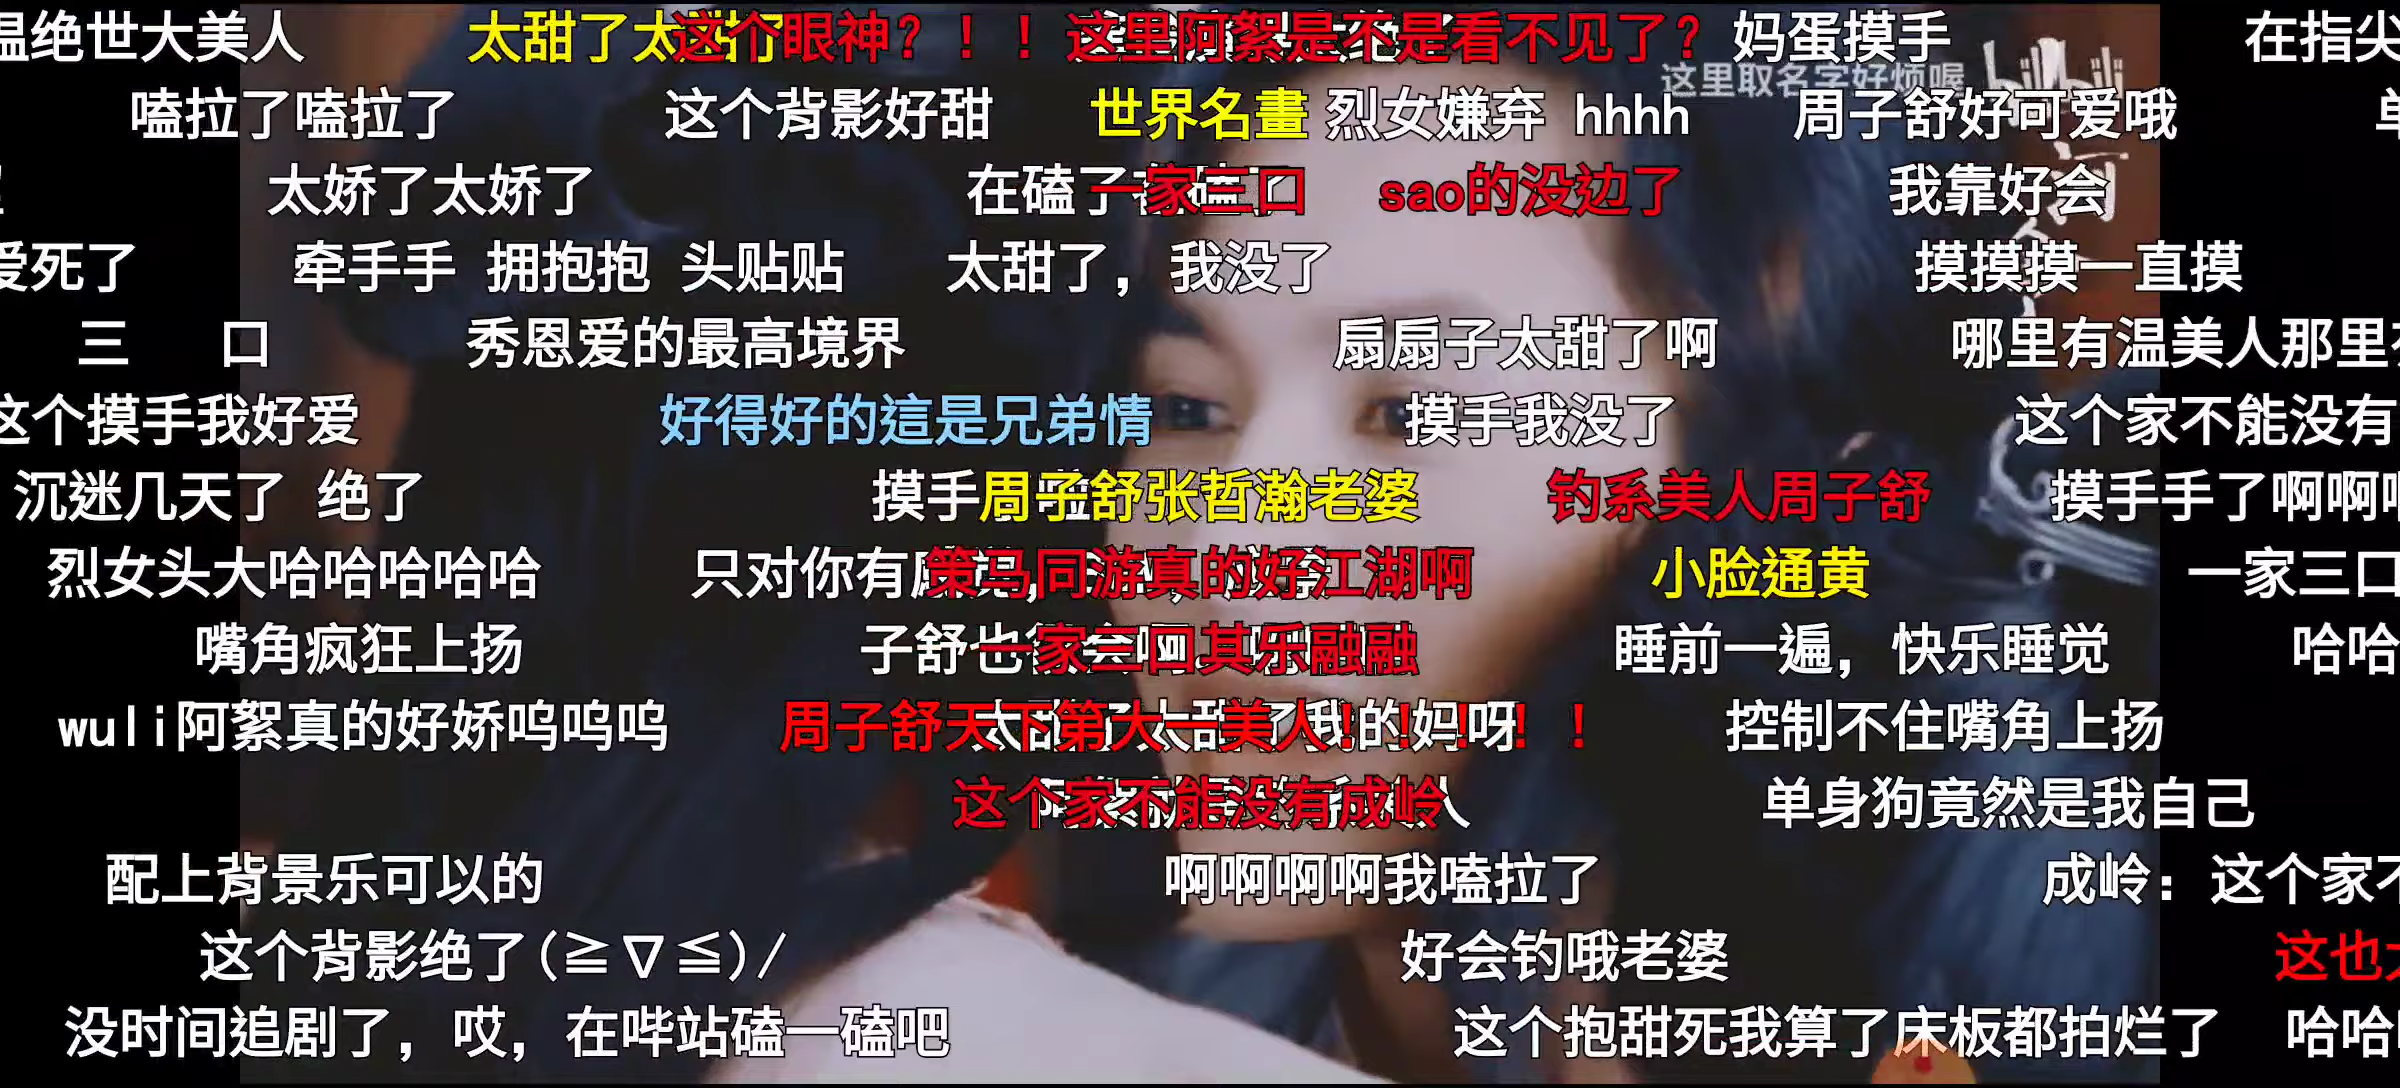 温绝世大美人 太甜了太甜了 这个眼神？！！ 这里阿絮是不是看不见了？ 妈蛋摸手 在指尖
这里取名字好烦喔 bilibili
嗑拉了嗑拉了 这个背影好甜 世界名畫 烈女嫌弃 hhhh 周子舒好可爱哦
太娇了太娇了 在磕了在磕了 一家三口 sao的没边了 我靠好会
爱死了 牵手手 拥抱抱 头贴贴 太甜了，我没了 摸摸摸一直摸
三 口 秀恩爱的最高境界 扇扇子太甜了啊 哪里有温美人那里有
这个摸手我好爱 好得好的這是兄弟情 摸手我没了 这个家不能没有
沉迷几天了 绝了 摸手 周子舒张哲瀚老婆 钓系美人周子舒 摸手手了啊啊
烈女头大哈哈哈哈哈 只对你有 策马同游真的好江湖啊 小脸通黄 一家三口
嘴角疯狂上扬 子舒也 一家三口其乐融融 睡前一遍，快乐睡觉 哈哈
wuli阿絮真的好娇呜呜呜 周子舒天下第一大美人！！！！！ 太甜了太甜了我的妈呀 控制不住嘴角上扬
这个家不能没有成岭 单身狗竟然是我自己
配上背景乐可以的 啊啊啊啊我嗑拉了 成岭：这个家不
这个背影绝了(≧∇≦)/ 好会钓哦老婆 这也
没时间追剧了，哎，在哔站磕一磕吧 这个抱甜死我算了床板都拍烂了 哈哈